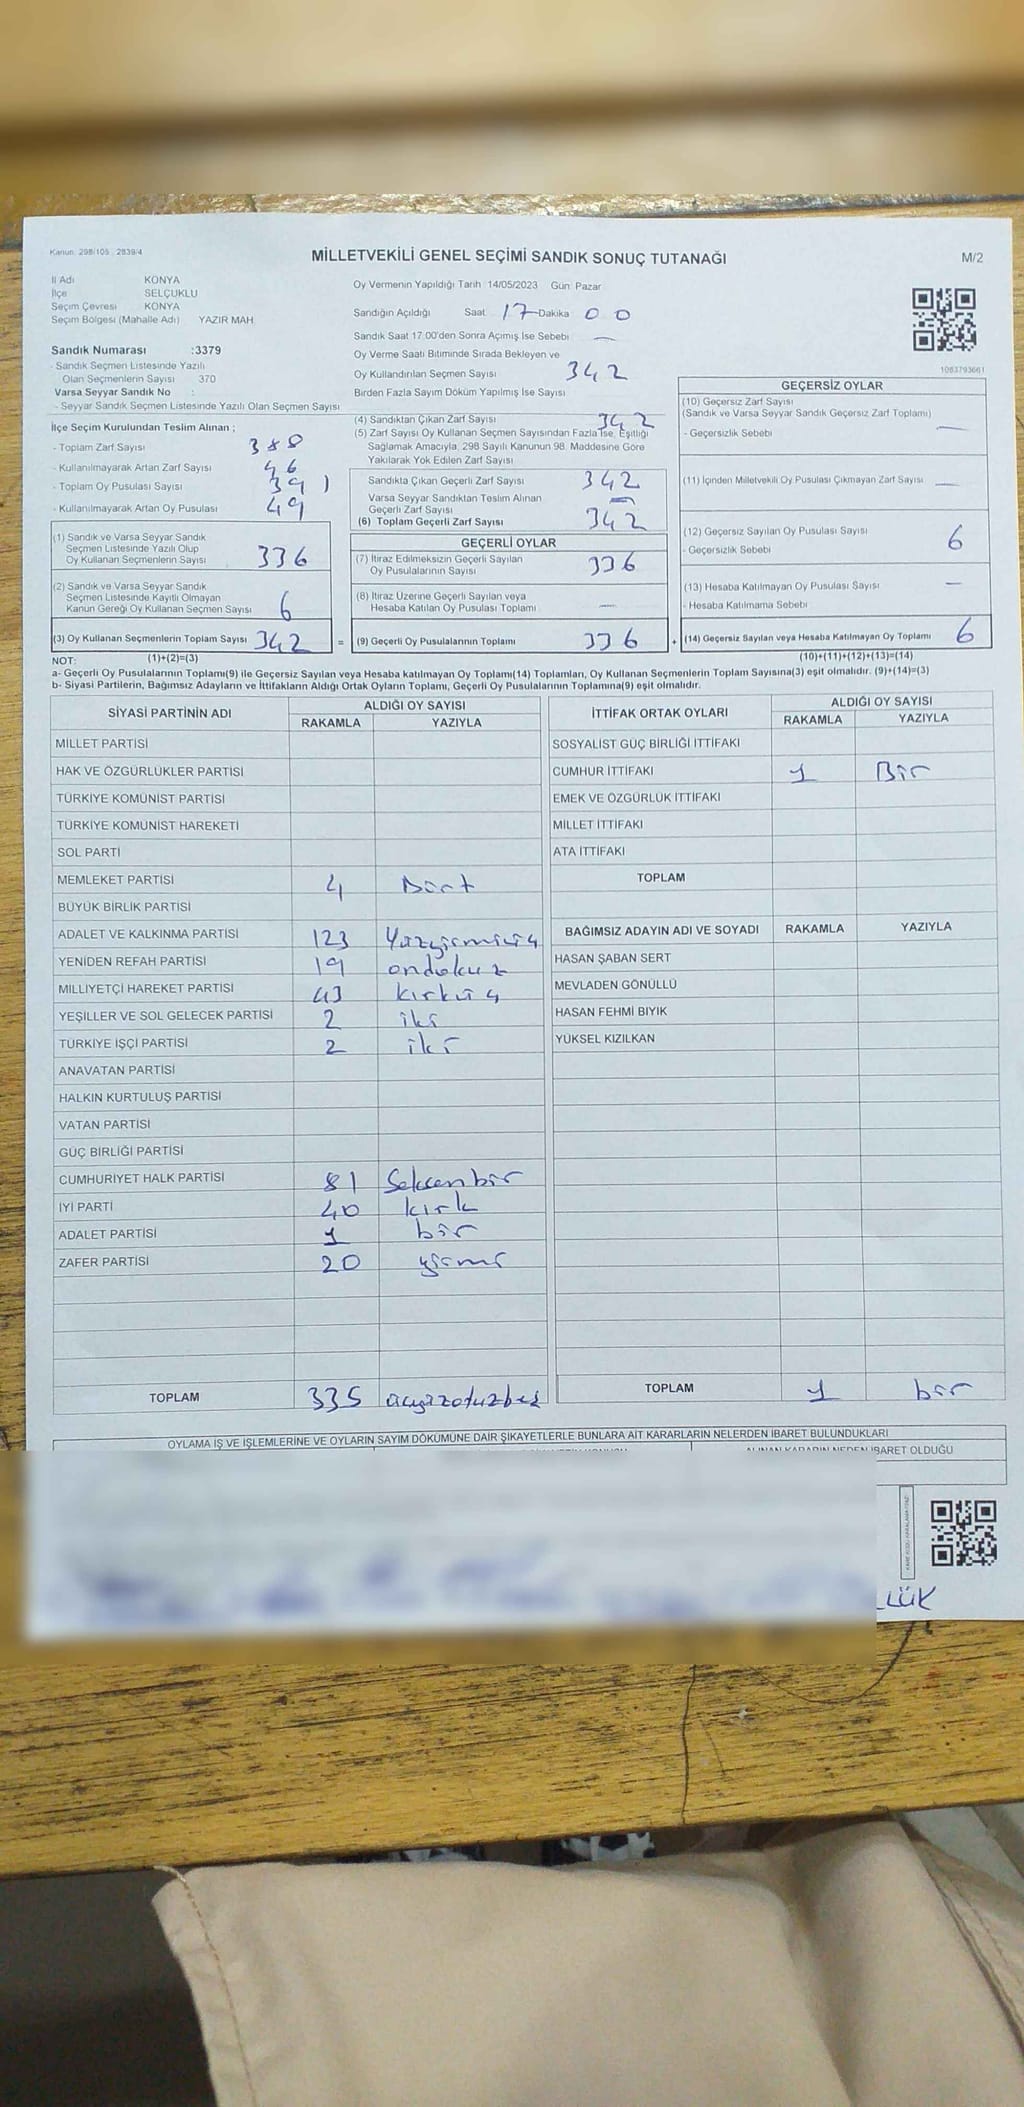 Kanun: 298/105 , 2839/4
MİLLETVEKİLİ GENEL SEÇİMİ SANDIK SONUÇ TUTANAĞI
M/2
İl Adı KONYA
İlçe SELÇUKLU
Seçim Çevresi KONYA
Seçim Bölgesi (Mahalle Adı) YAZIR MAH.
Oy Vermenin Yapıldığı Tarih 14/05/2023 Gün: Pazar
Sandığın Açıldığı Saat 17 Dakika 00
Sandık Saat 17:00'den Sonra Açımış İse Sebebi —
Oy Verme Saati Bitiminde Sırada Bekleyen ve
Oy Kullandırılan Seçmen Sayısı 342
Birden Fazla Sayım Döküm Yapılmış İse Sayısı
1083793661
Sandık Numarası :3379
- Sandık Seçmen Listesinde Yazılı
Olan Seçmenlerin Sayısı 370
Varsa Seyyar Sandık No :
- Seyyar Sandık Seçmen Listesinde Yazılı Olan Seçmen Sayısı
İlçe Seçim Kurulundan Teslim Alınan ;
- Toplam Zarf Sayısı 388
- Kullanılmayarak Artan Zarf Sayısı 46
- Toplam Oy Pusulası Sayısı 391
- Kullanılmayarak Artan Oy Pusulası 49
(1) Sandık ve Varsa Seyyar Sandık
Seçmen Listesinde Yazılı Olup
Oy Kullanan Seçmenlerin Sayısı 336
(2) Sandık ve Varsa Seyyar Sandık
Seçmen Listesinde Kayıtlı Olmayan
Kanun Gereği Oy Kullanan Seçmen Sayısı 6
(3) Oy Kullanan Seçmenlerin Toplam Sayısı 342 =
(1)+(2)=(3)
(4) Sandıktan Çıkan Zarf Sayısı 342
(5) Zarf Sayısı Oy Kullanan Seçmen Sayısından Fazla İse, Eşitliği
Sağlamak Amacıyla, 298 Sayılı Kanunun 98. Maddesine Göre
Yakılarak Yok Edilen Zarf Sayısı
Sandıkta Çıkan Geçerli Zarf Sayısı 342
Varsa Seyyar Sandıktan Teslim Alınan
Geçerli Zarf Sayısı —
(6) Toplam Geçerli Zarf Sayısı 342
GEÇERLİ OYLAR
(7) İtiraz Edilmeksizin Geçerli Sayılan
Oy Pusulalarının Sayısı 336
(8) İtiraz Üzerine Geçerli Sayılan veya
Hesaba Katılan Oy Pusulası Toplamı —
(9) Geçerli Oy Pusulalarının Toplamı 336 +
GEÇERSİZ OYLAR
(10) Geçersiz Zarf Sayısı
(Sandık ve Varsa Seyyar Sandık Geçersiz Zarf Toplamı)
- Geçersizlik Sebebi —
(11) İçinden Milletvekili Oy Pusulası Çıkmayan Zarf Sayısı —
(12) Geçersiz Sayılan Oy Pusulası Sayısı 6
- Geçersizlik Sebebi
(13) Hesaba Katılmayan Oy Pusulası Sayısı —
- Hesaba Katılmama Sebebi
(14) Geçersiz Sayılan veya Hesaba Katılmayan Oy Toplamı 6
(10)+(11)+(12)+(13)=(14)
NOT:
a- Geçerli Oy Pusulalarının Toplamı(9) ile Geçersiz Sayılan veya Hesaba katılmayan Oy Toplamı(14) Toplamları, Oy Kullanan Seçmenlerin Toplam Sayısına(3) eşit olmalıdır. (9)+(14)=(3)
b- Siyasi Partilerin, Bağımsız Adayların ve İttifakların Aldığı Ortak Oyların Toplamı, Geçerli Oy Pusulalarının Toplamına(9) eşit olmalıdır.
SİYASİ PARTİNİN ADI ALDIĞI OY SAYISI
RAKAMLA YAZIYLA
MİLLET PARTİSİ
HAK VE ÖZGÜRLÜKLER PARTİSİ
TÜRKİYE KOMÜNİST PARTİSİ
TÜRKİYE KOMÜNİST HAREKETİ
SOL PARTİ
MEMLEKET PARTİSİ 4 Dört
BÜYÜK BİRLİK PARTİSİ
ADALET VE KALKINMA PARTİSİ 123 Yüzyirmiüç
YENİDEN REFAH PARTİSİ 19 ondokuz
MİLLİYETÇİ HAREKET PARTİSİ 43 kırküç
YEŞİLLER VE SOL GELECEK PARTİSİ 2 iki
TÜRKİYE İŞÇİ PARTİSİ 2 iki
ANAVATAN PARTİSİ
HALKIN KURTULUŞ PARTİSİ
VATAN PARTİSİ
GÜÇ BİRLİĞİ PARTİSİ
CUMHURİYET HALK PARTİSİ 81 Seksenbir
İYİ PARTİ 40 kırk
ADALET PARTİSİ 1 bir
ZAFER PARTİSİ 20 yirmi
TOPLAM 335 üçyüzotuzbeş
İTTİFAK ORTAK OYLARI ALDIĞI OY SAYISI
RAKAMLA YAZIYLA
SOSYALİST GÜÇ BİRLİĞİ İTTİFAKI
CUMHUR İTTİFAKI 1 Bir
EMEK VE ÖZGÜRLÜK İTTİFAKI
MİLLET İTTİFAKI
ATA İTTİFAKI
TOPLAM
BAĞIMSIZ ADAYIN ADI VE SOYADI RAKAMLA YAZIYLA
HASAN ŞABAN SERT
MEVLADEN GÖNÜLLÜ
HASAN FEHMİ BIYIK
YÜKSEL KIZILKAN
TOPLAM 1 bir
OYLAMA İŞ VE İŞLEMLERİNE VE OYLARIN SAYIM DÖKÜMÜNE DAİR ŞİKAYETLERLE BUNLARA AİT KARARLARIN NELERDEN İBARET BULUNDUKLARI
ALINAN KARARIN NEDEN İBARET OLDUĞU